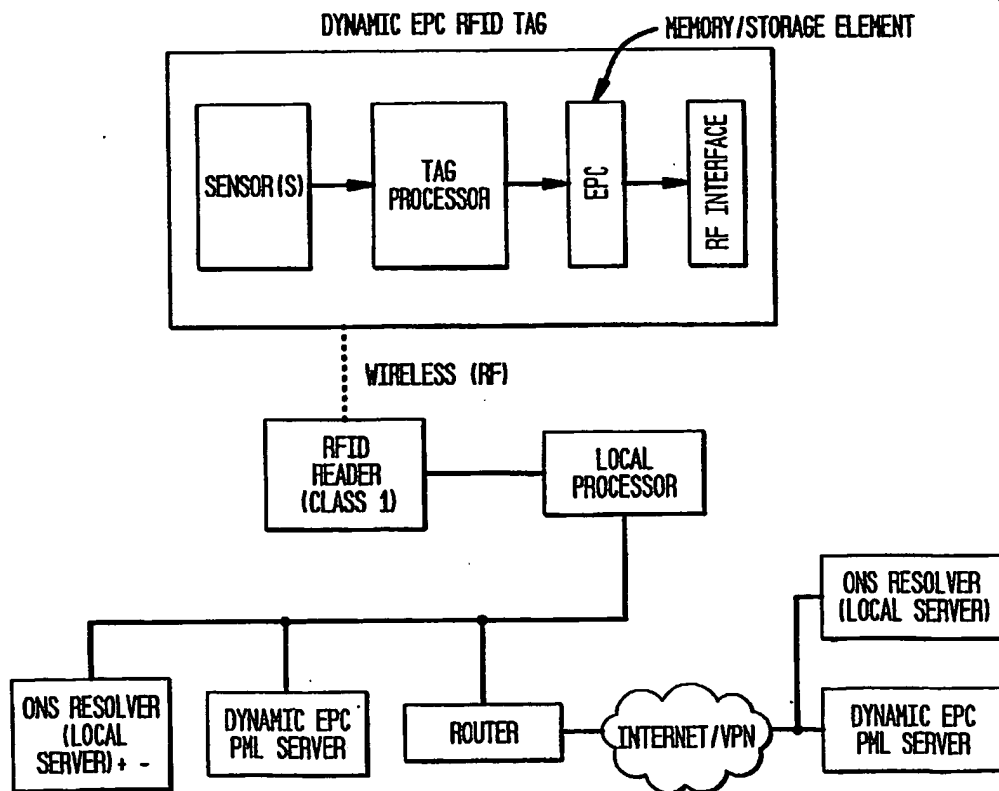 DYNAMIC EPC RFID TAG
MEMORY/STORAGE ELEMENT
SENSOR(S)
TAG
PROCESSOR
EPC
RF INTERFACE
WIRELESS (RF)
RFID
READER
(CLASS 1)
LOCAL
PROCESSOR
ONS RESOLVER
(LOCAL SERVER)
ONS RESOLVER
(LOCAL
SERVER)+ -
DYNAMIC EPC
PML SERVER
ROUTER
INTERNET/VPN
DYNAMIC EPC
PML SERVER